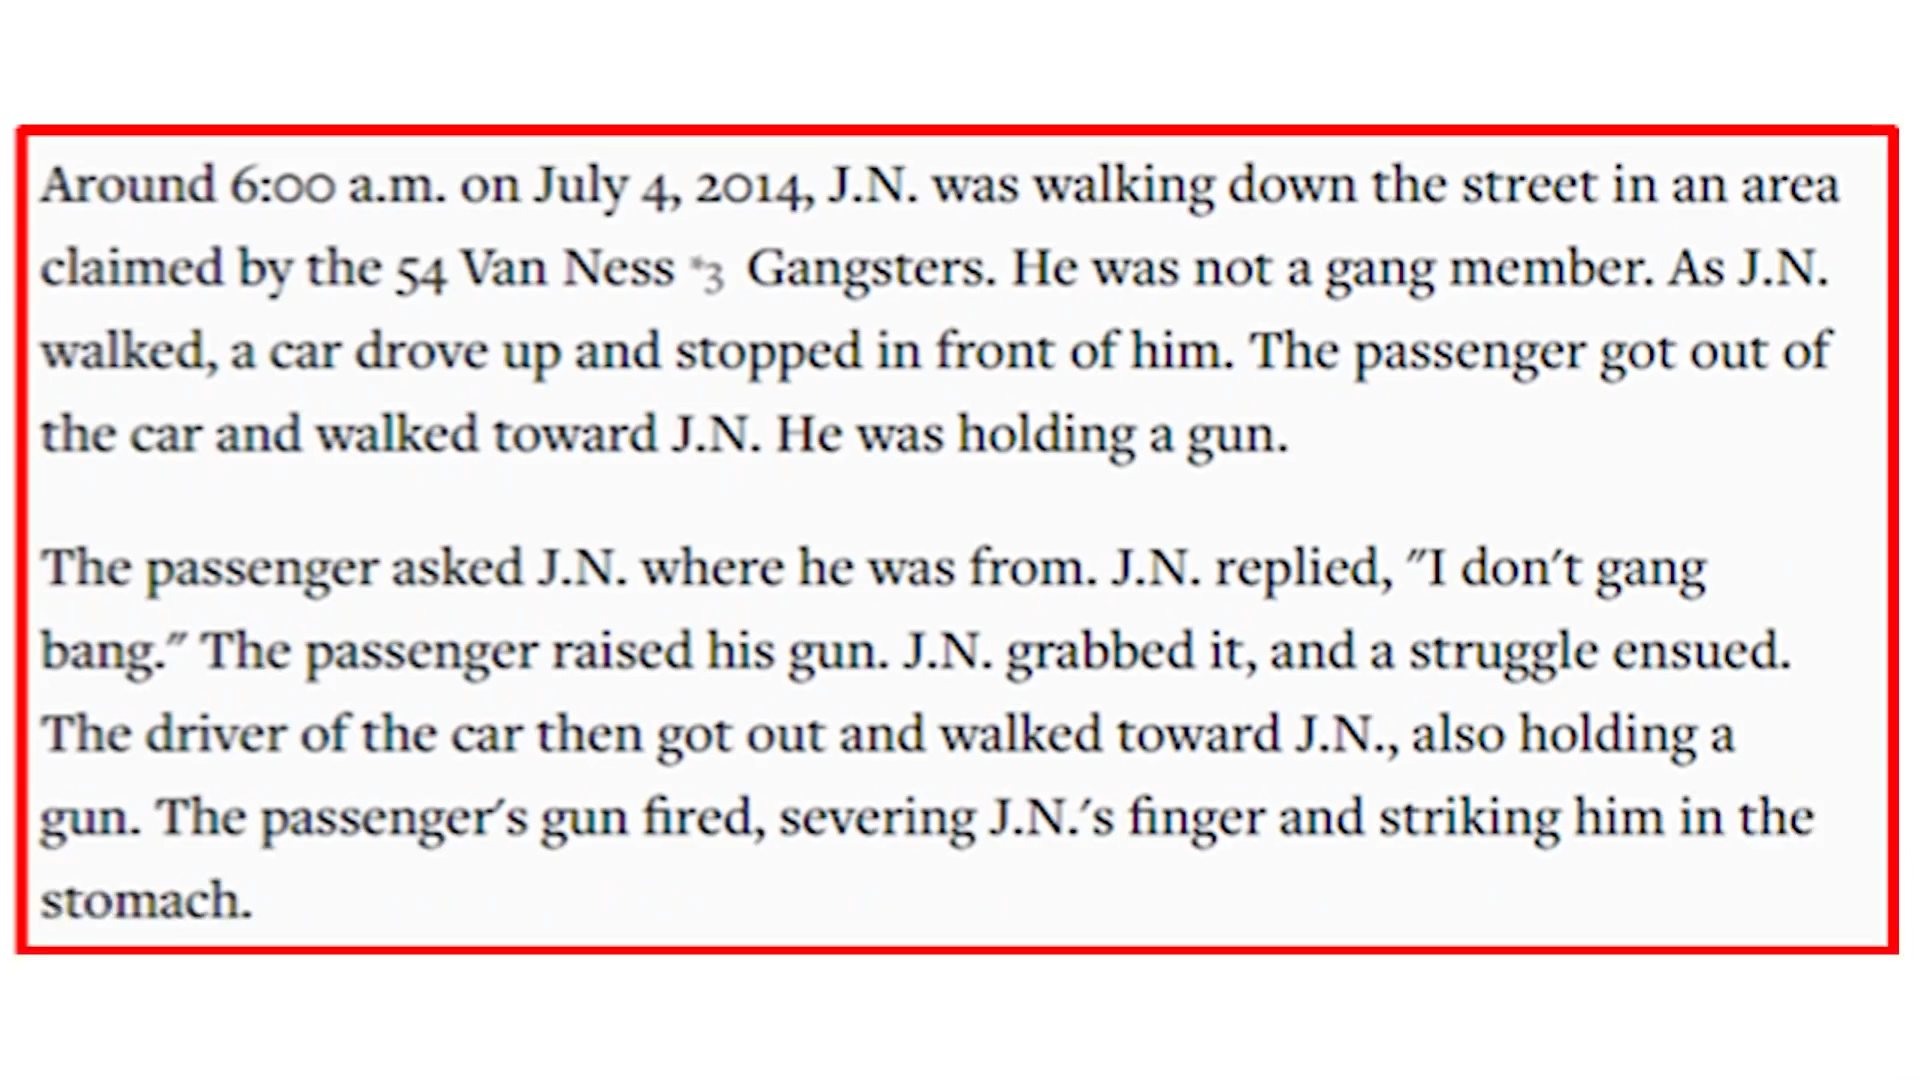 Around 6:00 a.m. on July 4, 2014, J.N. was walking down the street in an area
claimed by the 54 Van Ness *3 Gangsters. He was not a gang member. As J.N.
walked, a car drove up and stopped in front of him. The passenger got out of
the car and walked toward J.N. He was holding a gun.
The passenger asked J.N. where he was from. J.N. replied, "I don't gang
bang." The passenger raised his gun. J.N. grabbed it, and a struggle ensued.
The driver of the car then got out and walked toward J.N., also holding a
gun. The passenger's gun fired, severing J.N.'s finger and striking him in the
stomach.